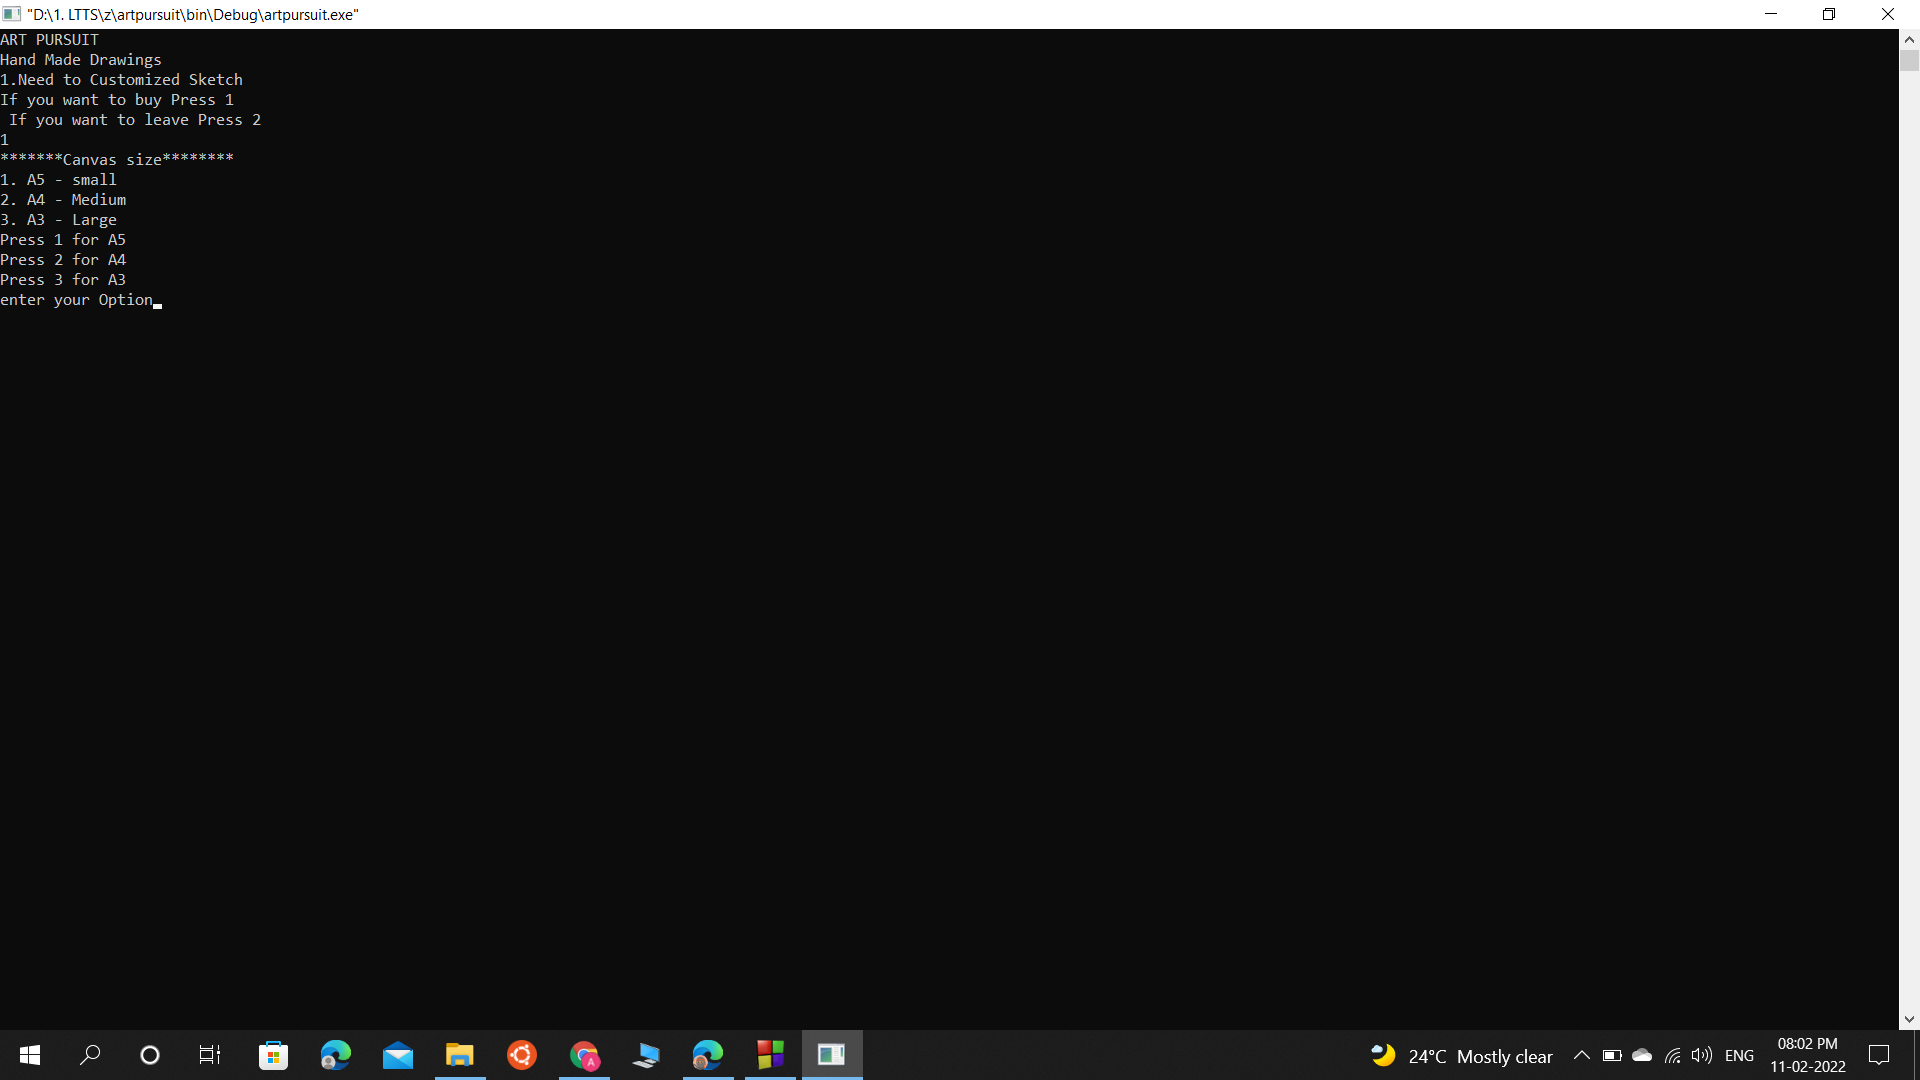 "D:\1. LTTS\z\artpursuit\bin\Debug\artpursuit.exe"
ART PURSUIT
Hand Made Drawings
1.Need to Customized Sketch
If you want to buy Press 1
 If you want to leave Press 2
1
*******Canvas size********
1. A5 - small
2. A4 - Medium
3. A3 - Large
Press 1 for A5
Press 2 for A4
Press 3 for A3
enter your Option
A
24°C Mostly clear
ENG
08:02 PM
11-02-2022